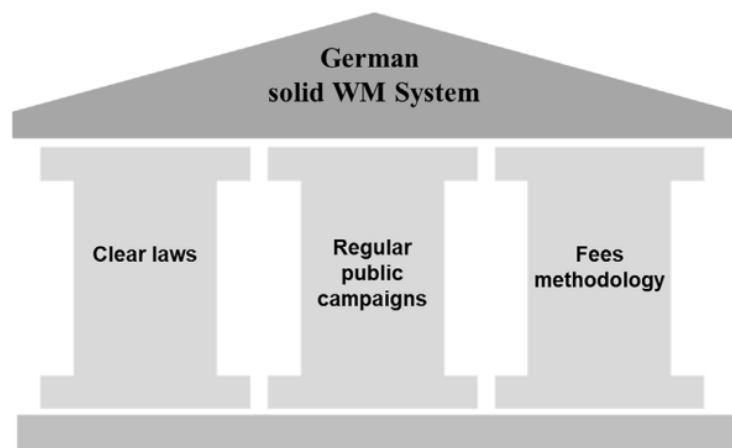 German
solid WM System
Clear laws
Regular
public
campaigns
Fees
methodology